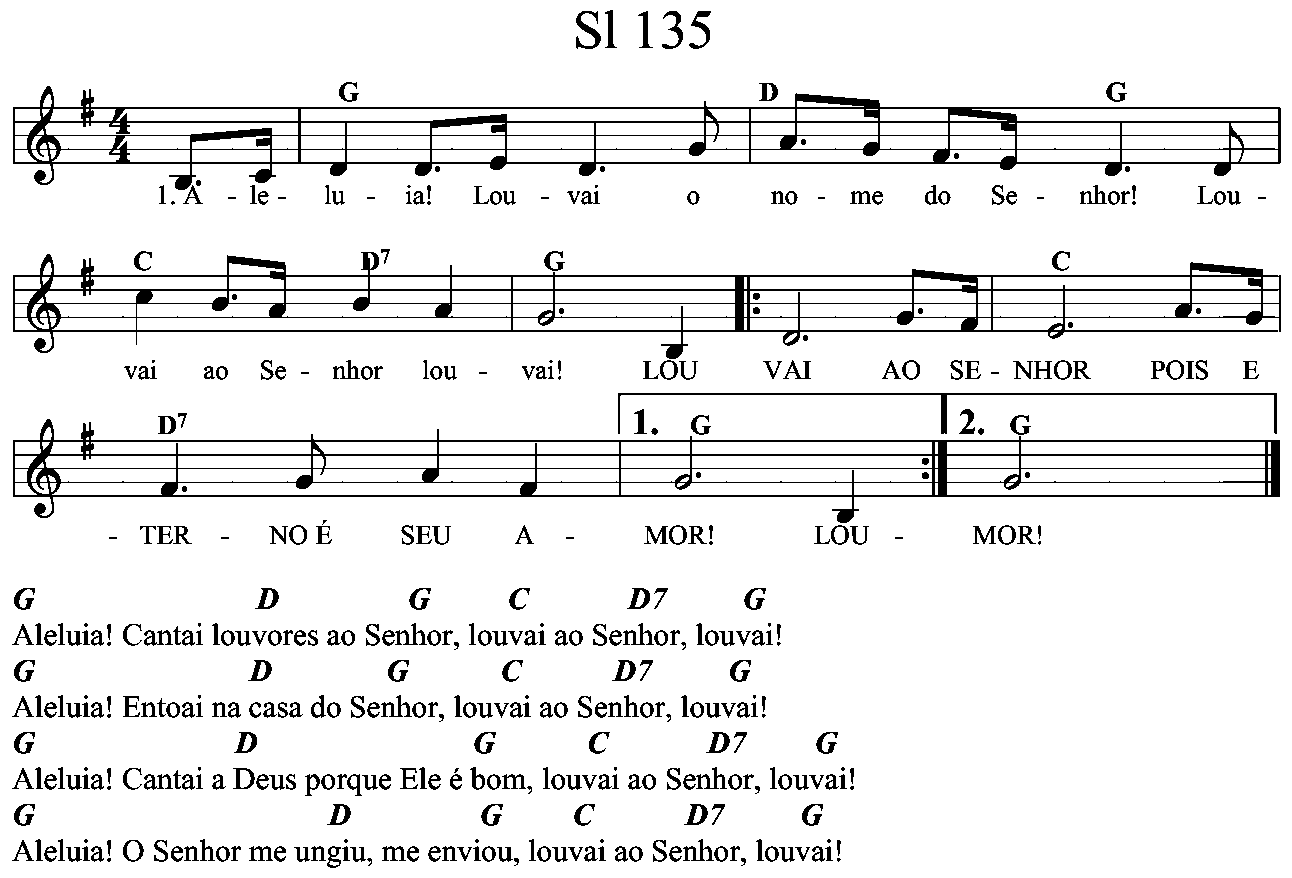 Sl 135
G D G
1. A - le - lu - ia! Lou - vai o no - me do Se - nhor! Lou -
C D7 G C
vai ao Se - nhor lou - vai! LOU VAI AO SE - NHOR POIS E
D7 1. G 2. G
- TER - NO É SEU A - MOR! LOU - MOR!
G D G C D7 G
Aleluia! Cantai louvores ao Senhor, louvai ao Senhor, louvai!
G D G C D7 G
Aleluia! Entoai na casa do Senhor, louvai ao Senhor, louvai!
G D G C D7 G
Aleluia! Cantai a Deus porque Ele é bom, louvai ao Senhor, louvai!
G D G C D7 G
Aleluia! O Senhor me ungiu, me enviou, louvai ao Senhor, louvai!